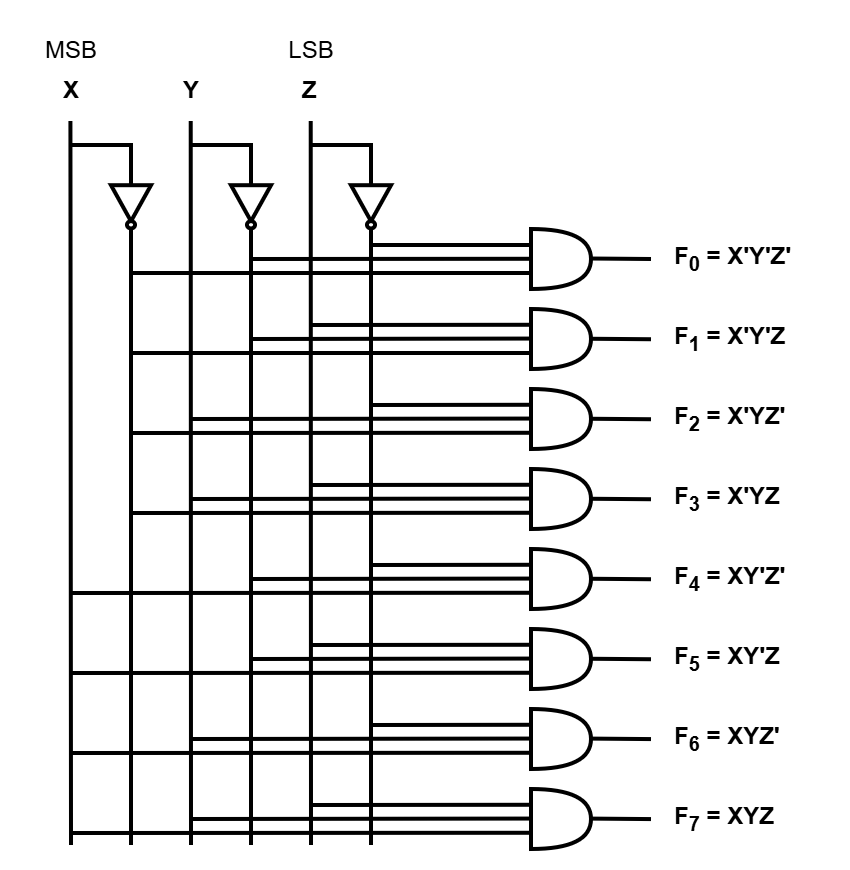 MSB LSB
X Y Z
F0 = X'Y'Z'
F1 = X'Y'Z
F2 = X'YZ'
F3 = X'YZ
F4 = XY'Z'
F5 = XY'Z
F6 = XYZ'
F7 = XYZ